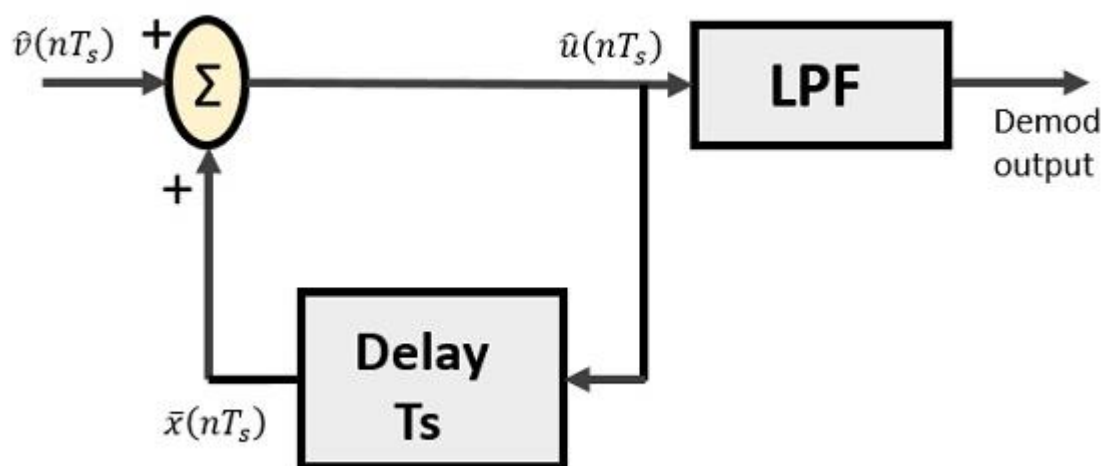 v̂(nTₛ)
+
Σ
û(nTₛ)
LPF
Demod
output
+
Delay
Ts
x̄(nTₛ)